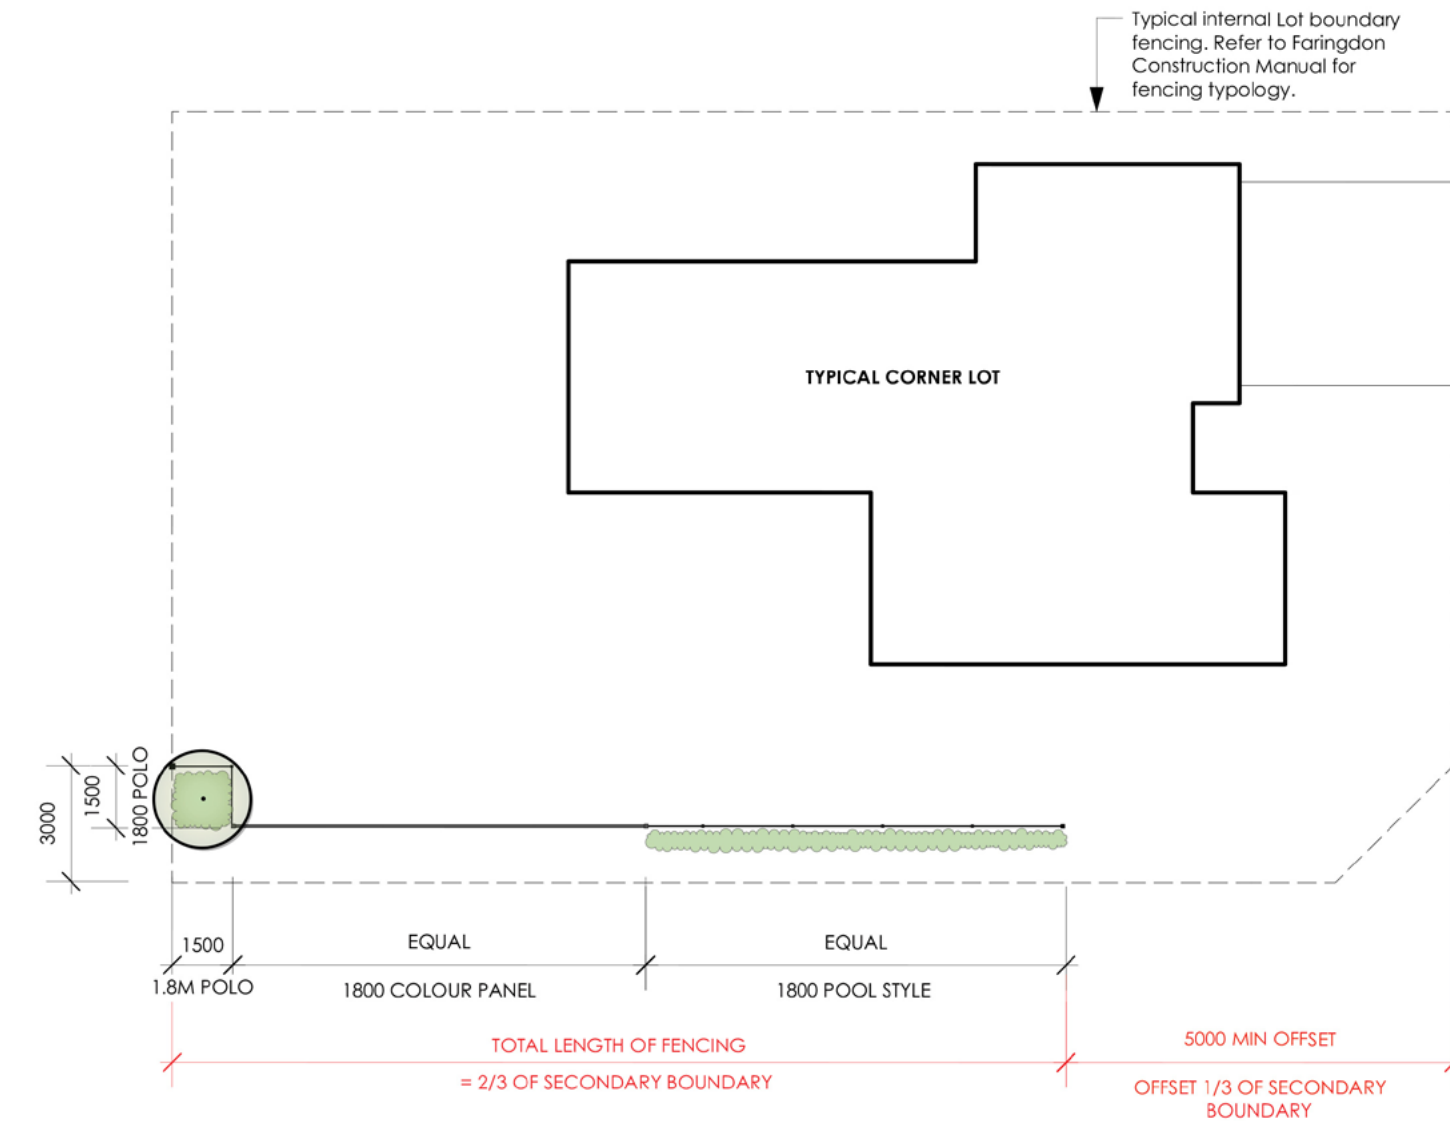 Typical internal Lot boundary
fencing. Refer to Faringdon
Construction Manual for
fencing typology.
TYPICAL CORNER LOT
3000
1500
1800 POLO
1500
EQUAL
EQUAL
1.8M POLO
1800 COLOUR PANEL
1800 POOL STYLE
TOTAL LENGTH OF FENCING
= 2/3 OF SECONDARY BOUNDARY
5000 MIN OFFSET
OFFSET 1/3 OF SECONDARY
BOUNDARY